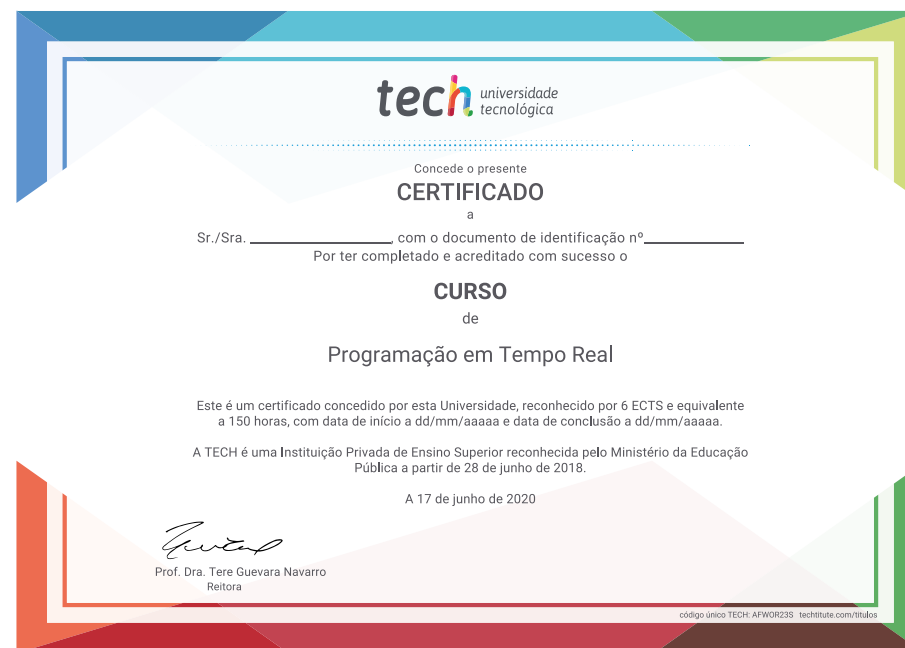 tech universidade
tecnológica
Concede o presente
CERTIFICADO
a
Sr./Sra. ____________________, com o documento de identificação nº______________
Por ter completado e acreditado com sucesso o
CURSO
de
Programação em Tempo Real
Este é um certificado concedido por esta Universidade, reconhecido por 6 ECTS e equivalente
a 150 horas, com data de início a dd/mm/aaaaa e data de conclusão a dd/mm/aaaaa.
A TECH é uma Instituição Privada de Ensino Superior reconhecida pelo Ministério da Educação
Pública a partir de 28 de junho de 2018.
A 17 de junho de 2020
Prof. Dra. Tere Guevara Navarro
Reitora
código único TECH: AFWOR23S techtitute.com/titulos